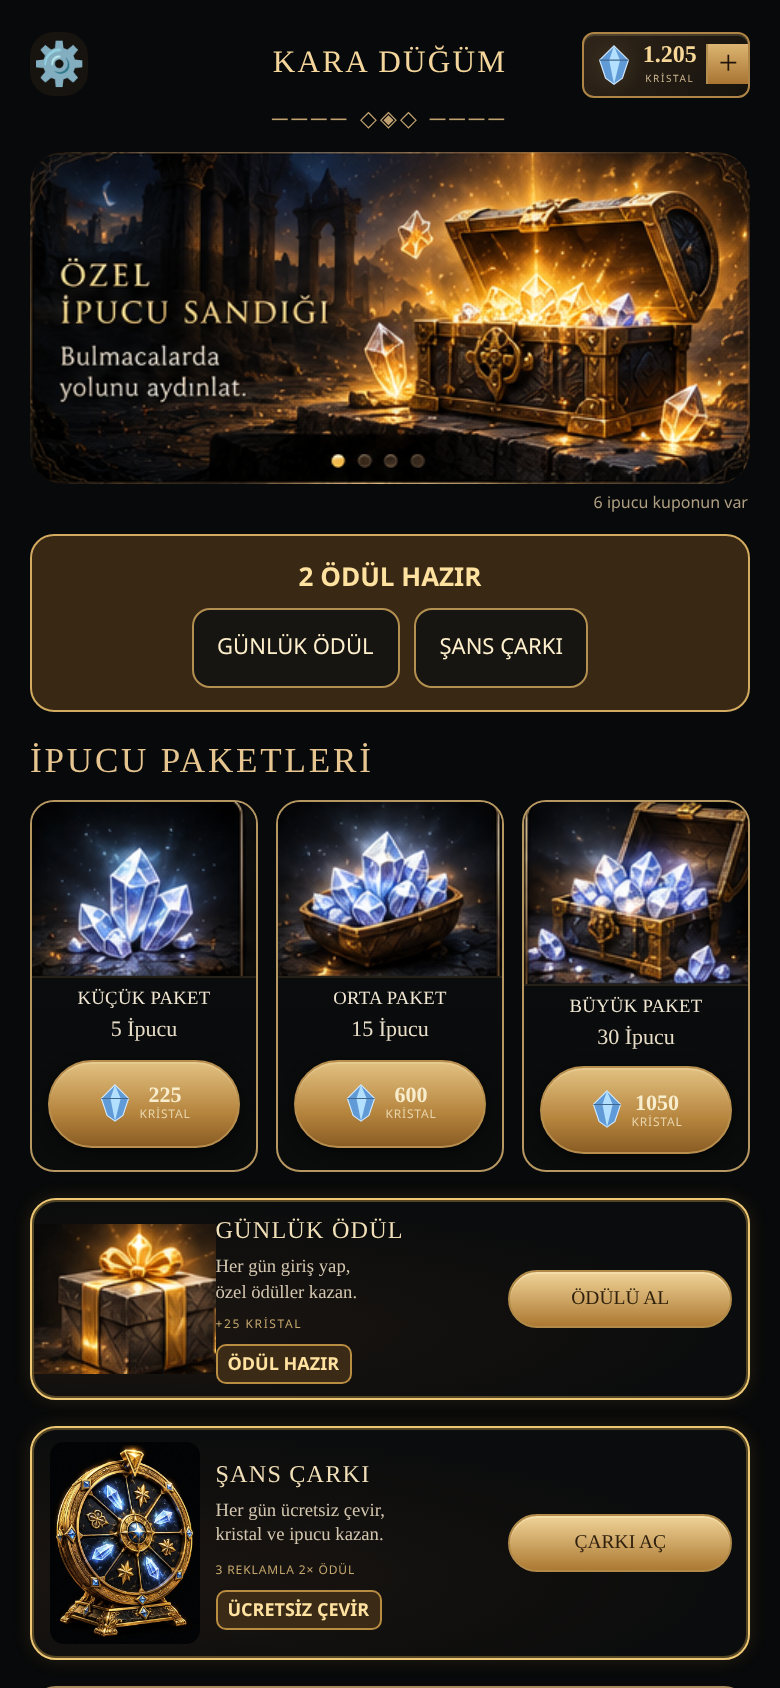 KARA DÜĞÜM
1.205
KRİSTAL
+
ÖZEL
İPUCU SANDIĞI
Bulmacalarda
yolunu aydınlat.
6 ipucu kuponun var
2 ÖDÜL HAZIR
GÜNLÜK ÖDÜL
ŞANS ÇARKI
İPUCU PAKETLERİ
KÜÇÜK PAKET
5 İpucu
225
KRİSTAL
ORTA PAKET
15 İpucu
600
KRİSTAL
BÜYÜK PAKET
30 İpucu
1050
KRİSTAL
GÜNLÜK ÖDÜL
Her gün giriş yap,
özel ödüller kazan.
+25 KRİSTAL
ÖDÜL HAZIR
ÖDÜLÜ AL
ŞANS ÇARKI
Her gün ücretsiz çevir,
kristal ve ipucu kazan.
3 REKLAMLA 2× ÖDÜL
ÜCRETSİZ ÇEVİR
ÇARKI AÇ